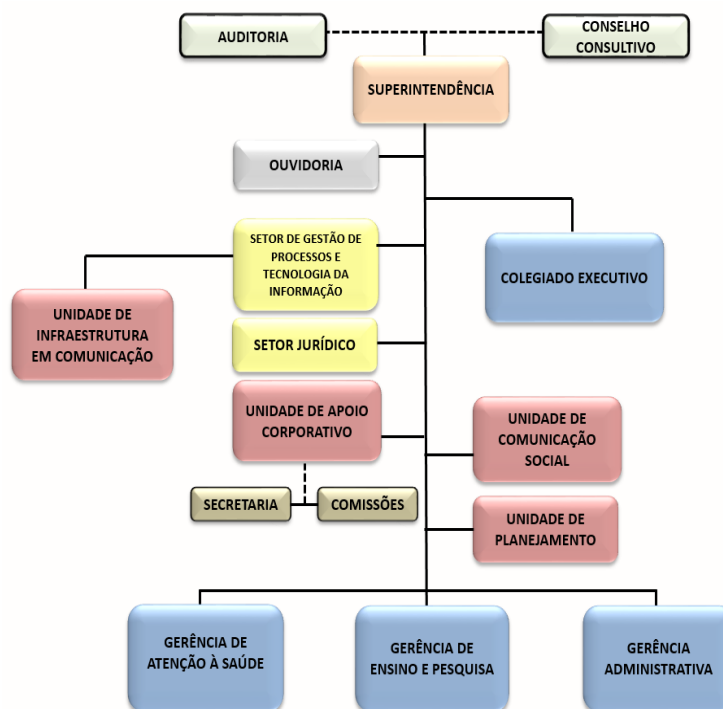 AUDITORIA
CONSELHO
CONSULTIVO
SUPERINTENDÊNCIA
OUVIDORIA
SETOR DE GESTÃO DE
PROCESSOS E
TECNOLOGIA DA
INFORMAÇÃO
COLEGIADO EXECUTIVO
UNIDADE DE
INFRAESTRUTURA
EM COMUNICAÇÃO
SETOR JURÍDICO
UNIDADE DE APOIO
CORPORATIVO
UNIDADE DE
COMUNICAÇÃO
SOCIAL
SECRETARIA
COMISSÕES
UNIDADE DE
PLANEJAMENTO
GERÊNCIA DE
ATENÇÃO À SAÚDE
GERÊNCIA DE
ENSINO E PESQUISA
GERÊNCIA
ADMINISTRATIVA